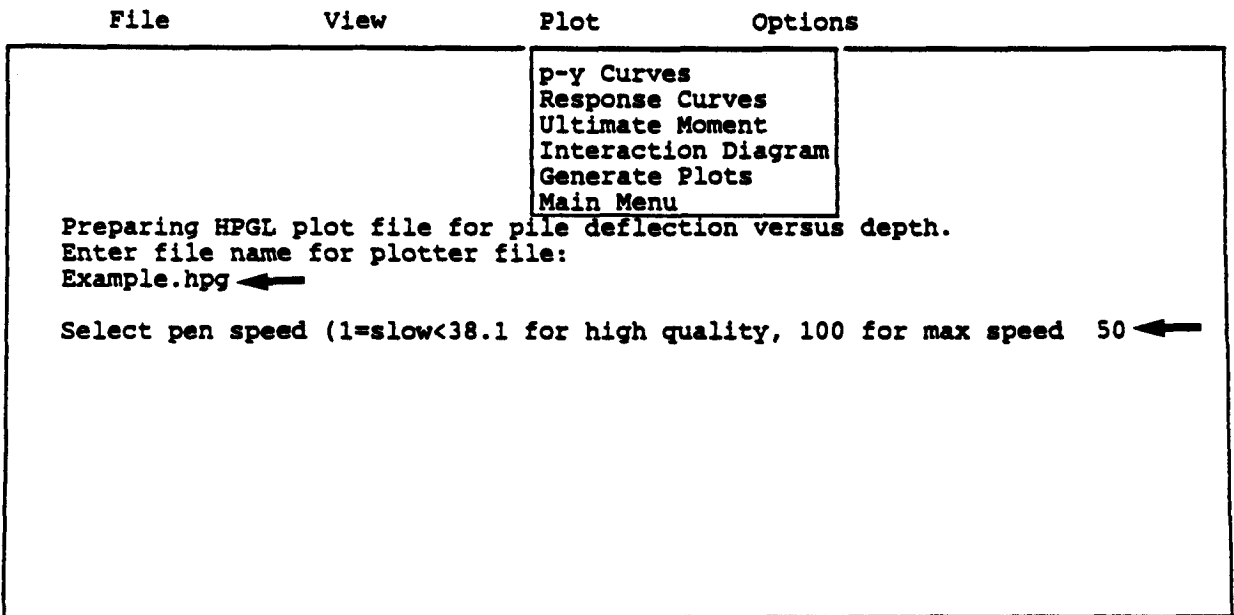 File View Plot Options
p-y Curves
Response Curves
Ultimate Moment
Interaction Diagram
Generate Plots
Main Menu
Preparing HPGL plot file for pile deflection versus depth.
Enter file name for plotter file:
Example.hpg
Select pen speed (1=slow<38.1 for high quality, 100 for max speed 50